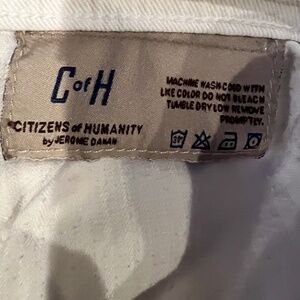 C of H
CITIZENS of HUMANITY
by JEROME DAHAN
MACHINE WASH COLD WITH
LIKE COLOR DO NOT BLEACH
TUMBLE DRY LOW REMOVE
PROMPTLY.